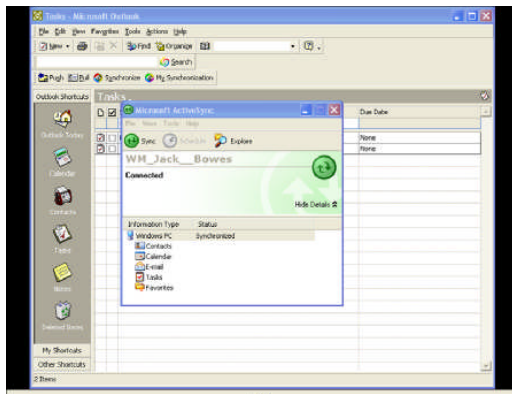 Tasks - Microsoft Outlook
File Edit View Favorites Tools Actions Help
New Find Organize
Search
Push Pull Synchronize My Synchronization
Outlook Shortcuts Tasks
Microsoft ActiveSync
Due Date
File View Tools Help
Outlook Today
Sync Schedule Explore
None
None
WM_Jack__Bowes
Calendar
Connected
Contacts
Hide Details
Information Type Status
Tasks
Windows PC Synchronized
Contacts
Calendar
E-mail
Notes
Tasks
Favorites
Deleted Items
My Shortcuts
Other Shortcuts
2 Items